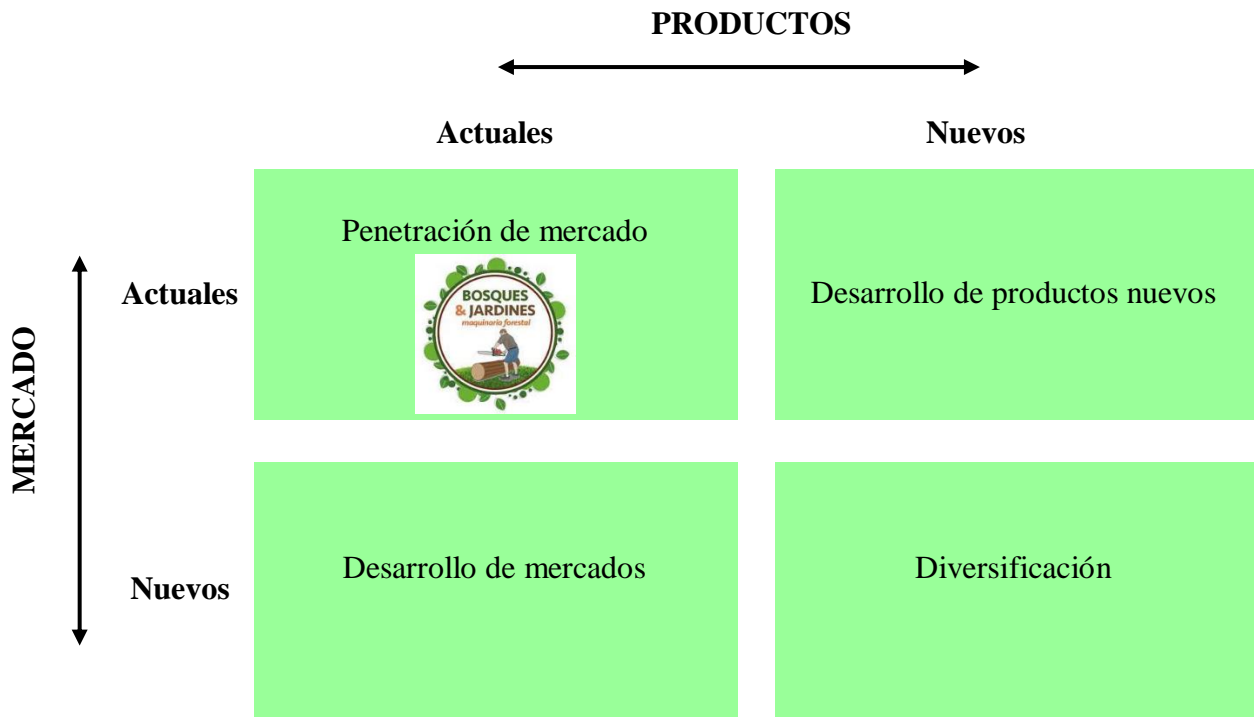 PRODUCTOS
Actuales
Nuevos
MERCADO
Actuales
Penetración de mercado
BOSQUES
& JARDINES
maquinaria forestal
Desarrollo de productos nuevos
Nuevos
Desarrollo de mercados
Diversificación